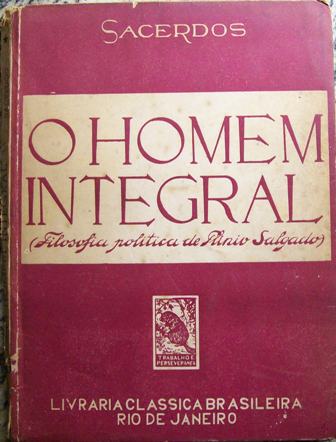 SACERDOS
O HOMEM
INTEGRAL
(Filosofia politica de Plinio Salgado)
TRABALHO E
PERSEVERANÇA
LIVRARIA CLASSICA BRASILEIRA
RIO DE JANEIRO